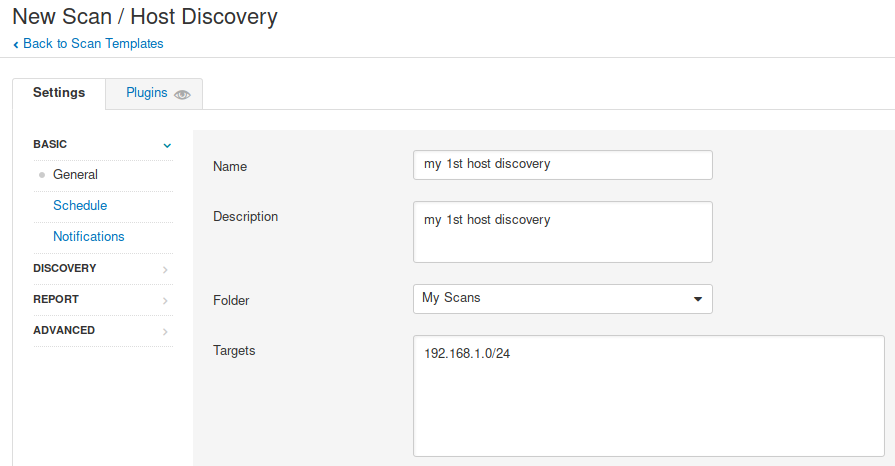 New Scan / Host Discovery
‹ Back to Scan Templates
Settings
Plugins
BASIC
General
Schedule
Notifications
DISCOVERY
REPORT
ADVANCED
Name
my 1st host discovery
Description
my 1st host discovery
Folder
My Scans
Targets
192.168.1.0/24